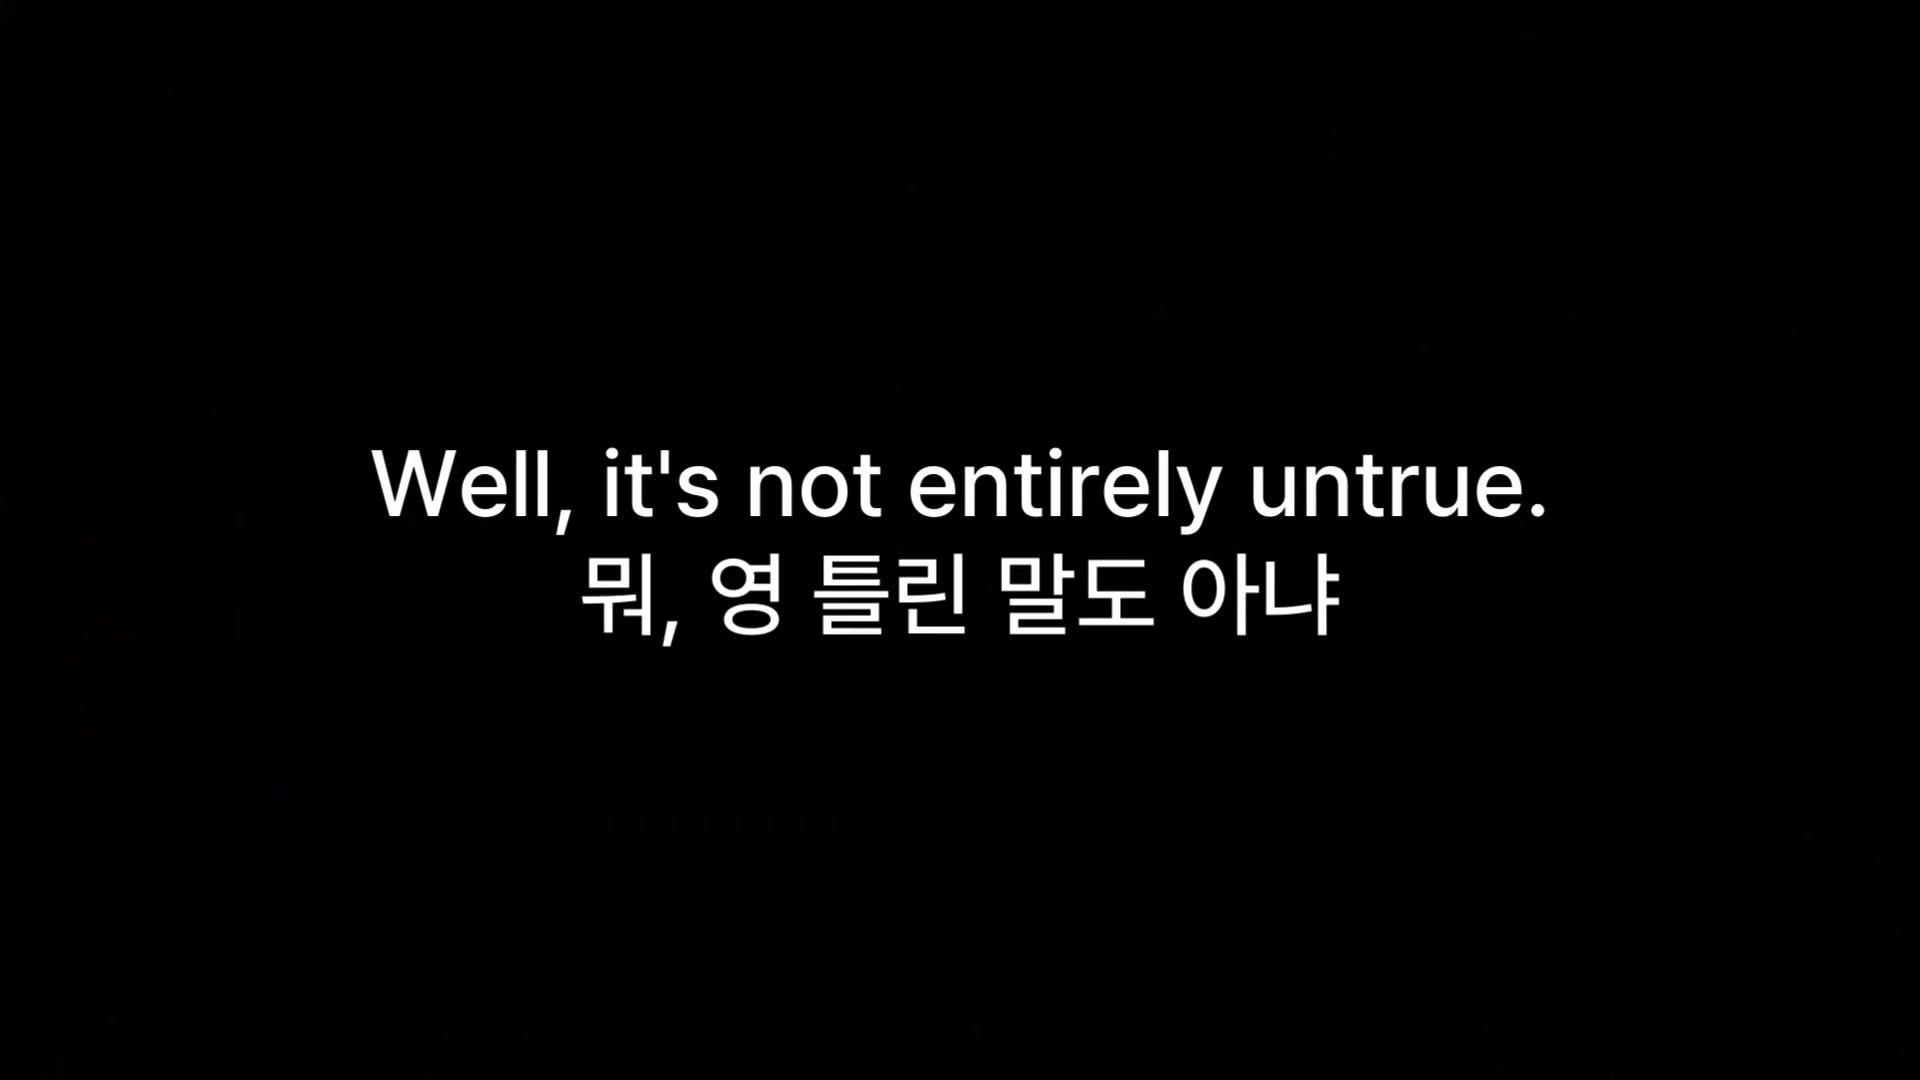 Well, it's not entirely untrue.
뭐, 영 틀린 말도 아냐